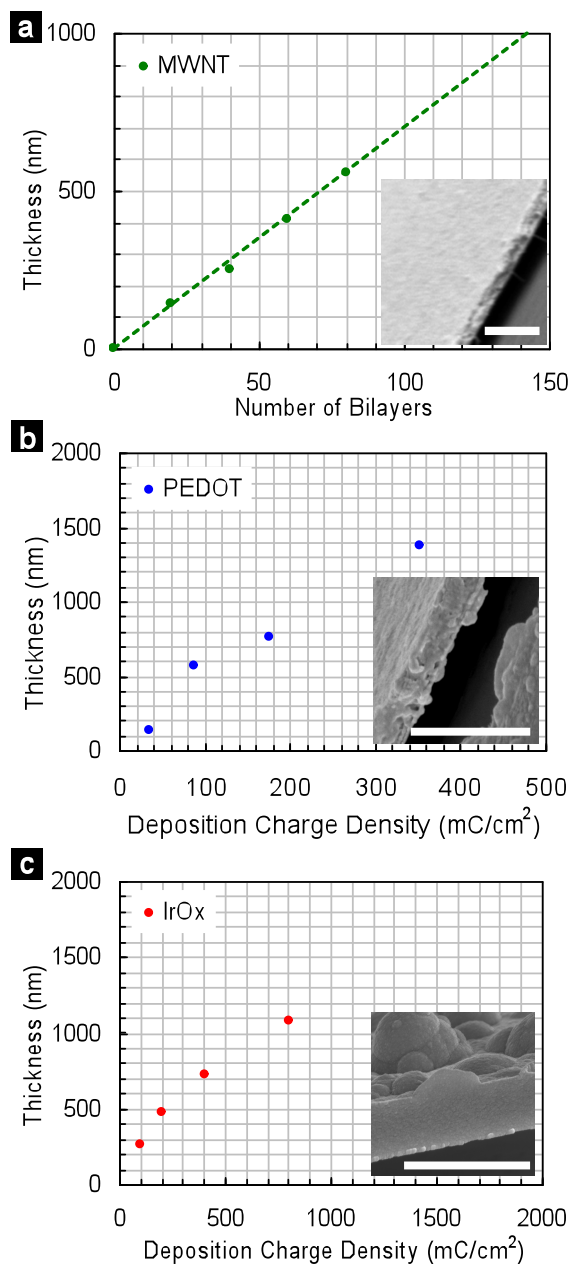 a
1000
MWNT
500
0
Thickness (nm)
0
50
100
150
Number of Bilayers
b
2000
PEDOT
1500
1000
500
0
Thickness (nm)
0
100
200
300
400
500
Deposition Charge Density (mC/cm²)
c
2000
IrOx
1500
1000
500
0
Thickness (nm)
0
500
1000
1500
2000
Deposition Charge Density (mC/cm²)